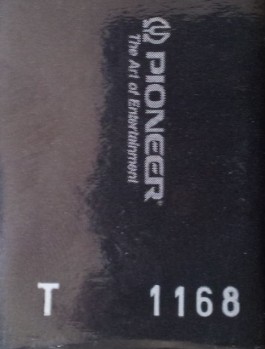 PIONEER®
The Art of Entertainment
T 1168